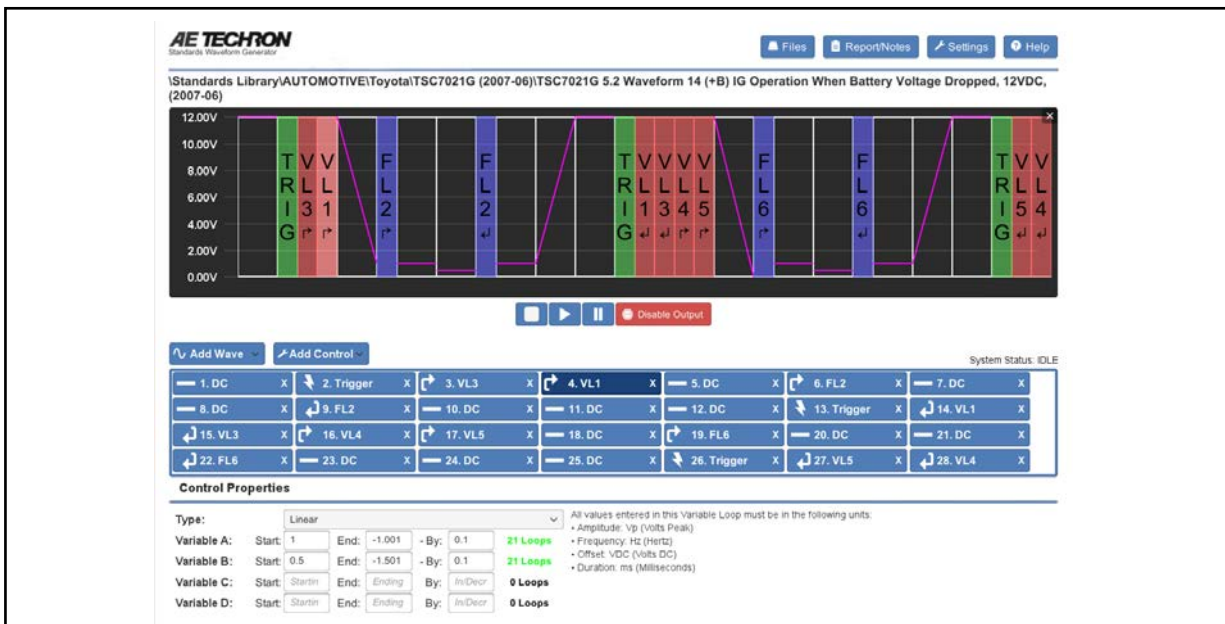 AE TECHRON
Standards Waveform Generator
Files
Report/Notes
Settings
Help
\Standards Library\AUTOMOTIVE\Toyota\TSC7021G (2007-06)\TSC7021G 5.2 Waveform 14 (+B) IG Operation When Battery Voltage Dropped, 12VDC,
(2007-06)
12.00V
10.00V
8.00V
6.00V
4.00V
2.00V
0.00V
TRIG VL3 VL1 FL2 FL2 TRIG VL1 VL3 VL4 VL5 FL6 FL6 TRIG VL5 VL4
Disable Output
Add Wave
Add Control
System Status: IDLE
1. DC X 2. Trigger X 3. VL3 X 4. VL1 X 5. DC X 6. FL2 X 7. DC X
8. DC X 9. FL2 X 10. DC X 11. DC X 12. DC X 13. Trigger X 14. VL1 X
15. VL3 X 16. VL4 X 17. VL5 X 18. DC X 19. FL6 X 20. DC X 21. DC X
22. FL6 X 23. DC X 24. DC X 25. DC X 26. Trigger X 27. VL5 X 28. VL4 X
Control Properties
Type: Linear
Variable A: Start: 1 End: -1.001 - By: 0.1 21 Loops
Variable B: Start: 0.5 End: -1.501 - By: 0.1 21 Loops
Variable C: Start: Startin End: Ending By: In/Decr 0 Loops
Variable D: Start: Startin End: Ending By: In/Decr 0 Loops
All values entered in this Variable Loop must be in the following units:
• Amplitude: Vp (Volts Peak)
• Frequency: Hz (Hertz)
• Offset: VDC (Volts DC)
• Duration: ms (Milliseconds)